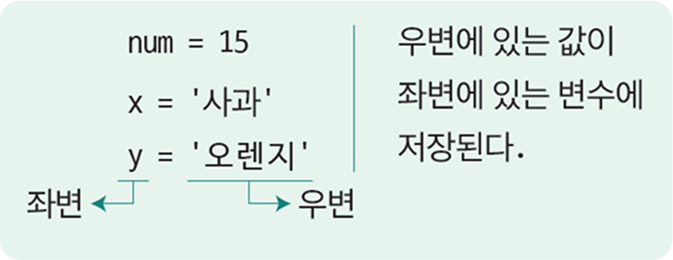 num = 15
x = '사과'
y = '오렌지'
좌변
우변
우변에 있는 값이
좌변에 있는 변수에
저장된다.